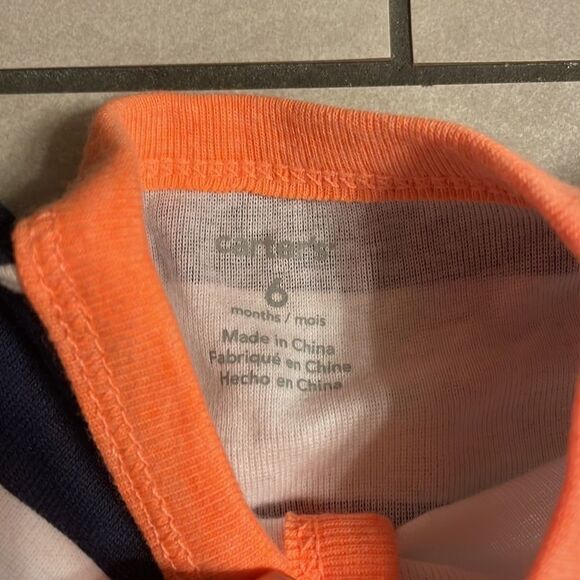 carter's
6
months / mois
Made in China
Fabriqué en Chine
Hecho en China